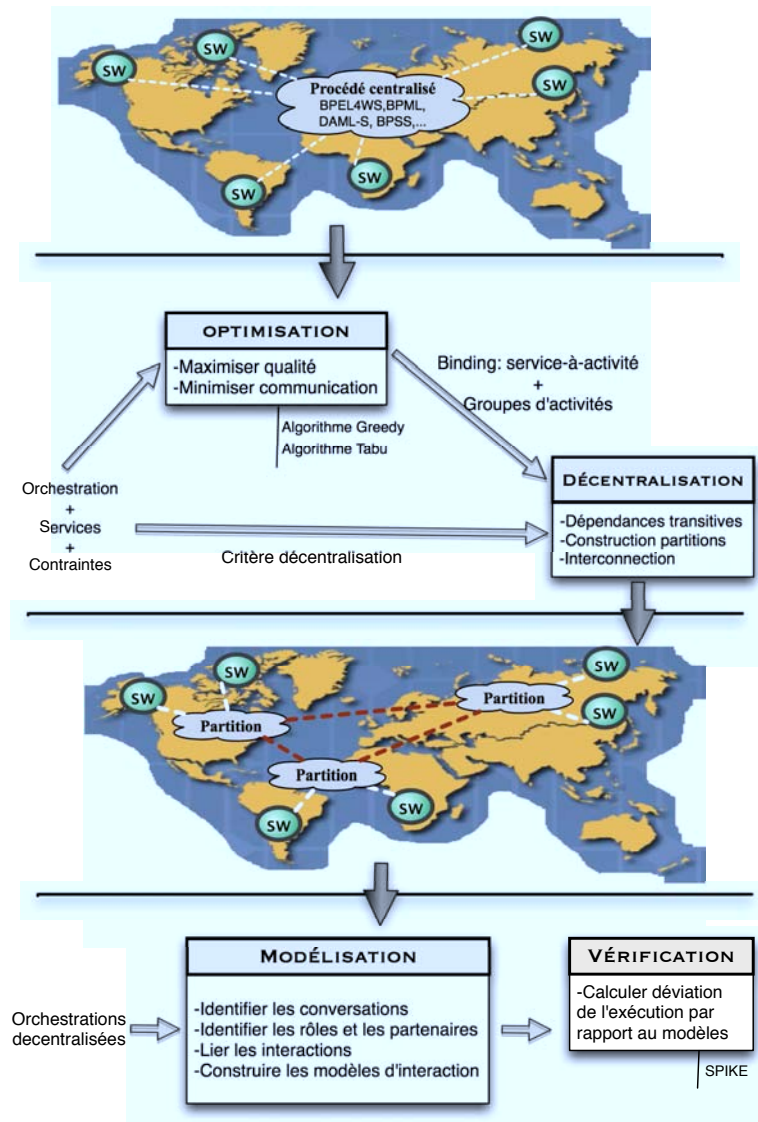 SW
SW
SW
SW
Procédé centralisé
BPEL4WS,BPML,
DAML-S, BPSS,...
SW
SW
OPTIMISATION
-Maximiser qualité
-Minimiser communication
Algorithme Greedy
Algorithme Tabu
Binding: service-à-activité
+
Groupes d'activités
Orchestration
+
Services
+
Contraintes
Critère décentralisation
DÉCENTRALISATION
-Dépendances transitives
-Construction partitions
-Interconnection
SW
SW
SW
SW
Partition
Partition
Partition
SW
SW
Orchestrations
decentralisées
MODÉLISATION
-Identifier les conversations
-Identifier les rôles et les partenaires
-Lier les interactions
-Construire les modèles d'interaction
VÉRIFICATION
-Calculer déviation
de l'exécution par
rapport au modèles
SPIKE